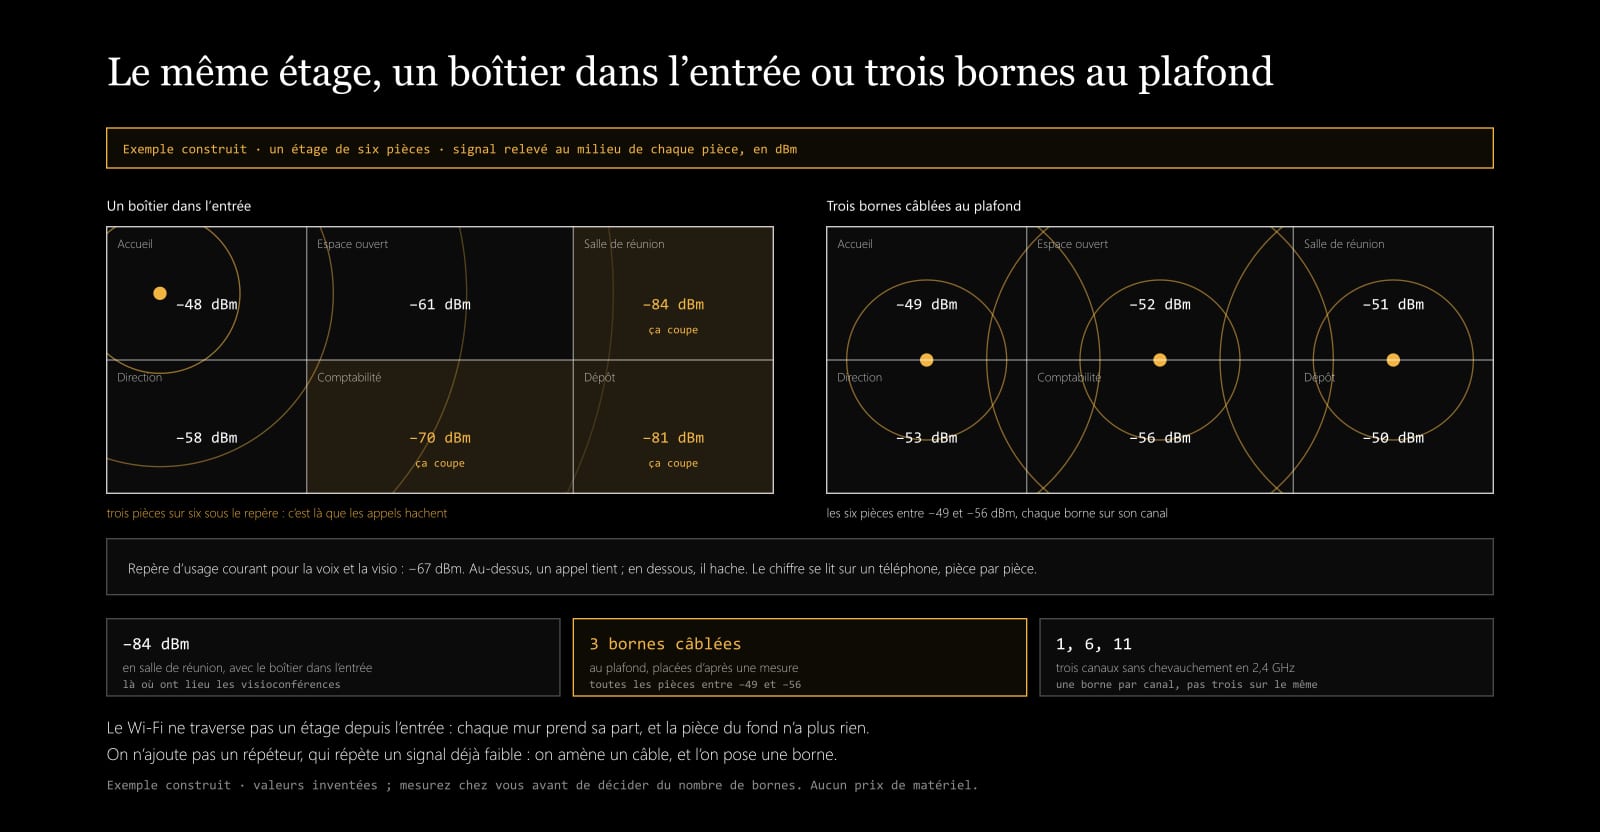 Le même étage, un boîtier dans l’entrée ou trois bornes au plafond
Exemple construit · un étage de six pièces · signal relevé au milieu de chaque pièce, en dBm
Un boîtier dans l’entrée
Accueil
Espace ouvert
Salle de réunion
−48 dBm
−61 dBm
−84 dBm
ça coupe
Direction
Comptabilité
Dépôt
−58 dBm
−70 dBm
−81 dBm
ça coupe
ça coupe
trois pièces sur six sous le repère : c’est là que les appels hachent
Trois bornes câblées au plafond
Accueil
Espace ouvert
Salle de réunion
−49 dBm
−52 dBm
−51 dBm
Direction
Comptabilité
Dépôt
−53 dBm
−56 dBm
−50 dBm
les six pièces entre −49 et −56 dBm, chaque borne sur son canal
Repère d’usage courant pour la voix et la visio : −67 dBm. Au-dessus, un appel tient ; en dessous, il hache. Le chiffre se lit sur un téléphone, pièce par pièce.
−84 dBm
en salle de réunion, avec le boîtier dans l’entrée
là où ont lieu les visioconférences
3 bornes câblées
au plafond, placées d’après une mesure
toutes les pièces entre −49 et −56
1, 6, 11
trois canaux sans chevauchement en 2,4 GHz
une borne par canal, pas trois sur le même
Le Wi-Fi ne traverse pas un étage depuis l’entrée : chaque mur prend sa part, et la pièce du fond n’a plus rien.
On n’ajoute pas un répéteur, qui répète un signal déjà faible : on amène un câble, et l’on pose une borne.
Exemple construit · valeurs inventées ; mesurez chez vous avant de décider du nombre de bornes. Aucun prix de matériel.